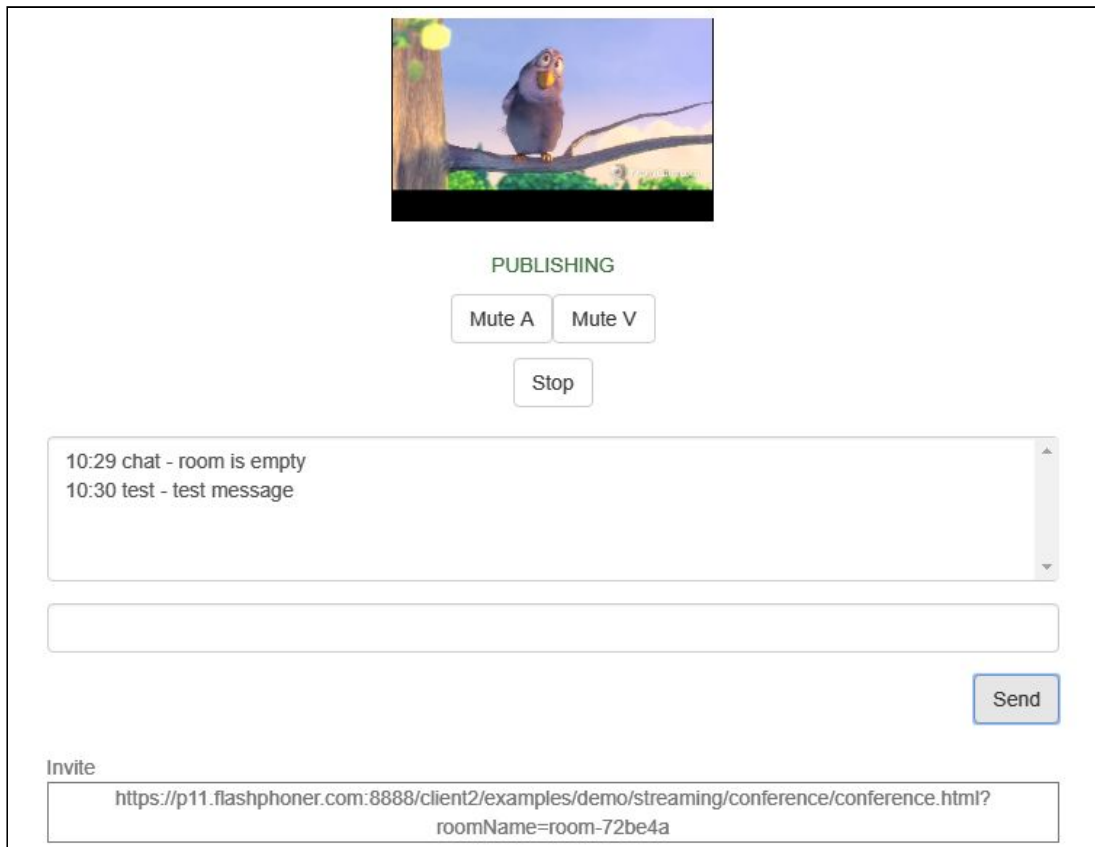 PUBLISHING
Mute A Mute V
Stop
10:29 chat - room is empty
10:30 test - test message
Send
Invite
https://p11.flashphoner.com:8888/client2/examples/demo/streaming/conference/conference.html?
roomName=room-72be4a